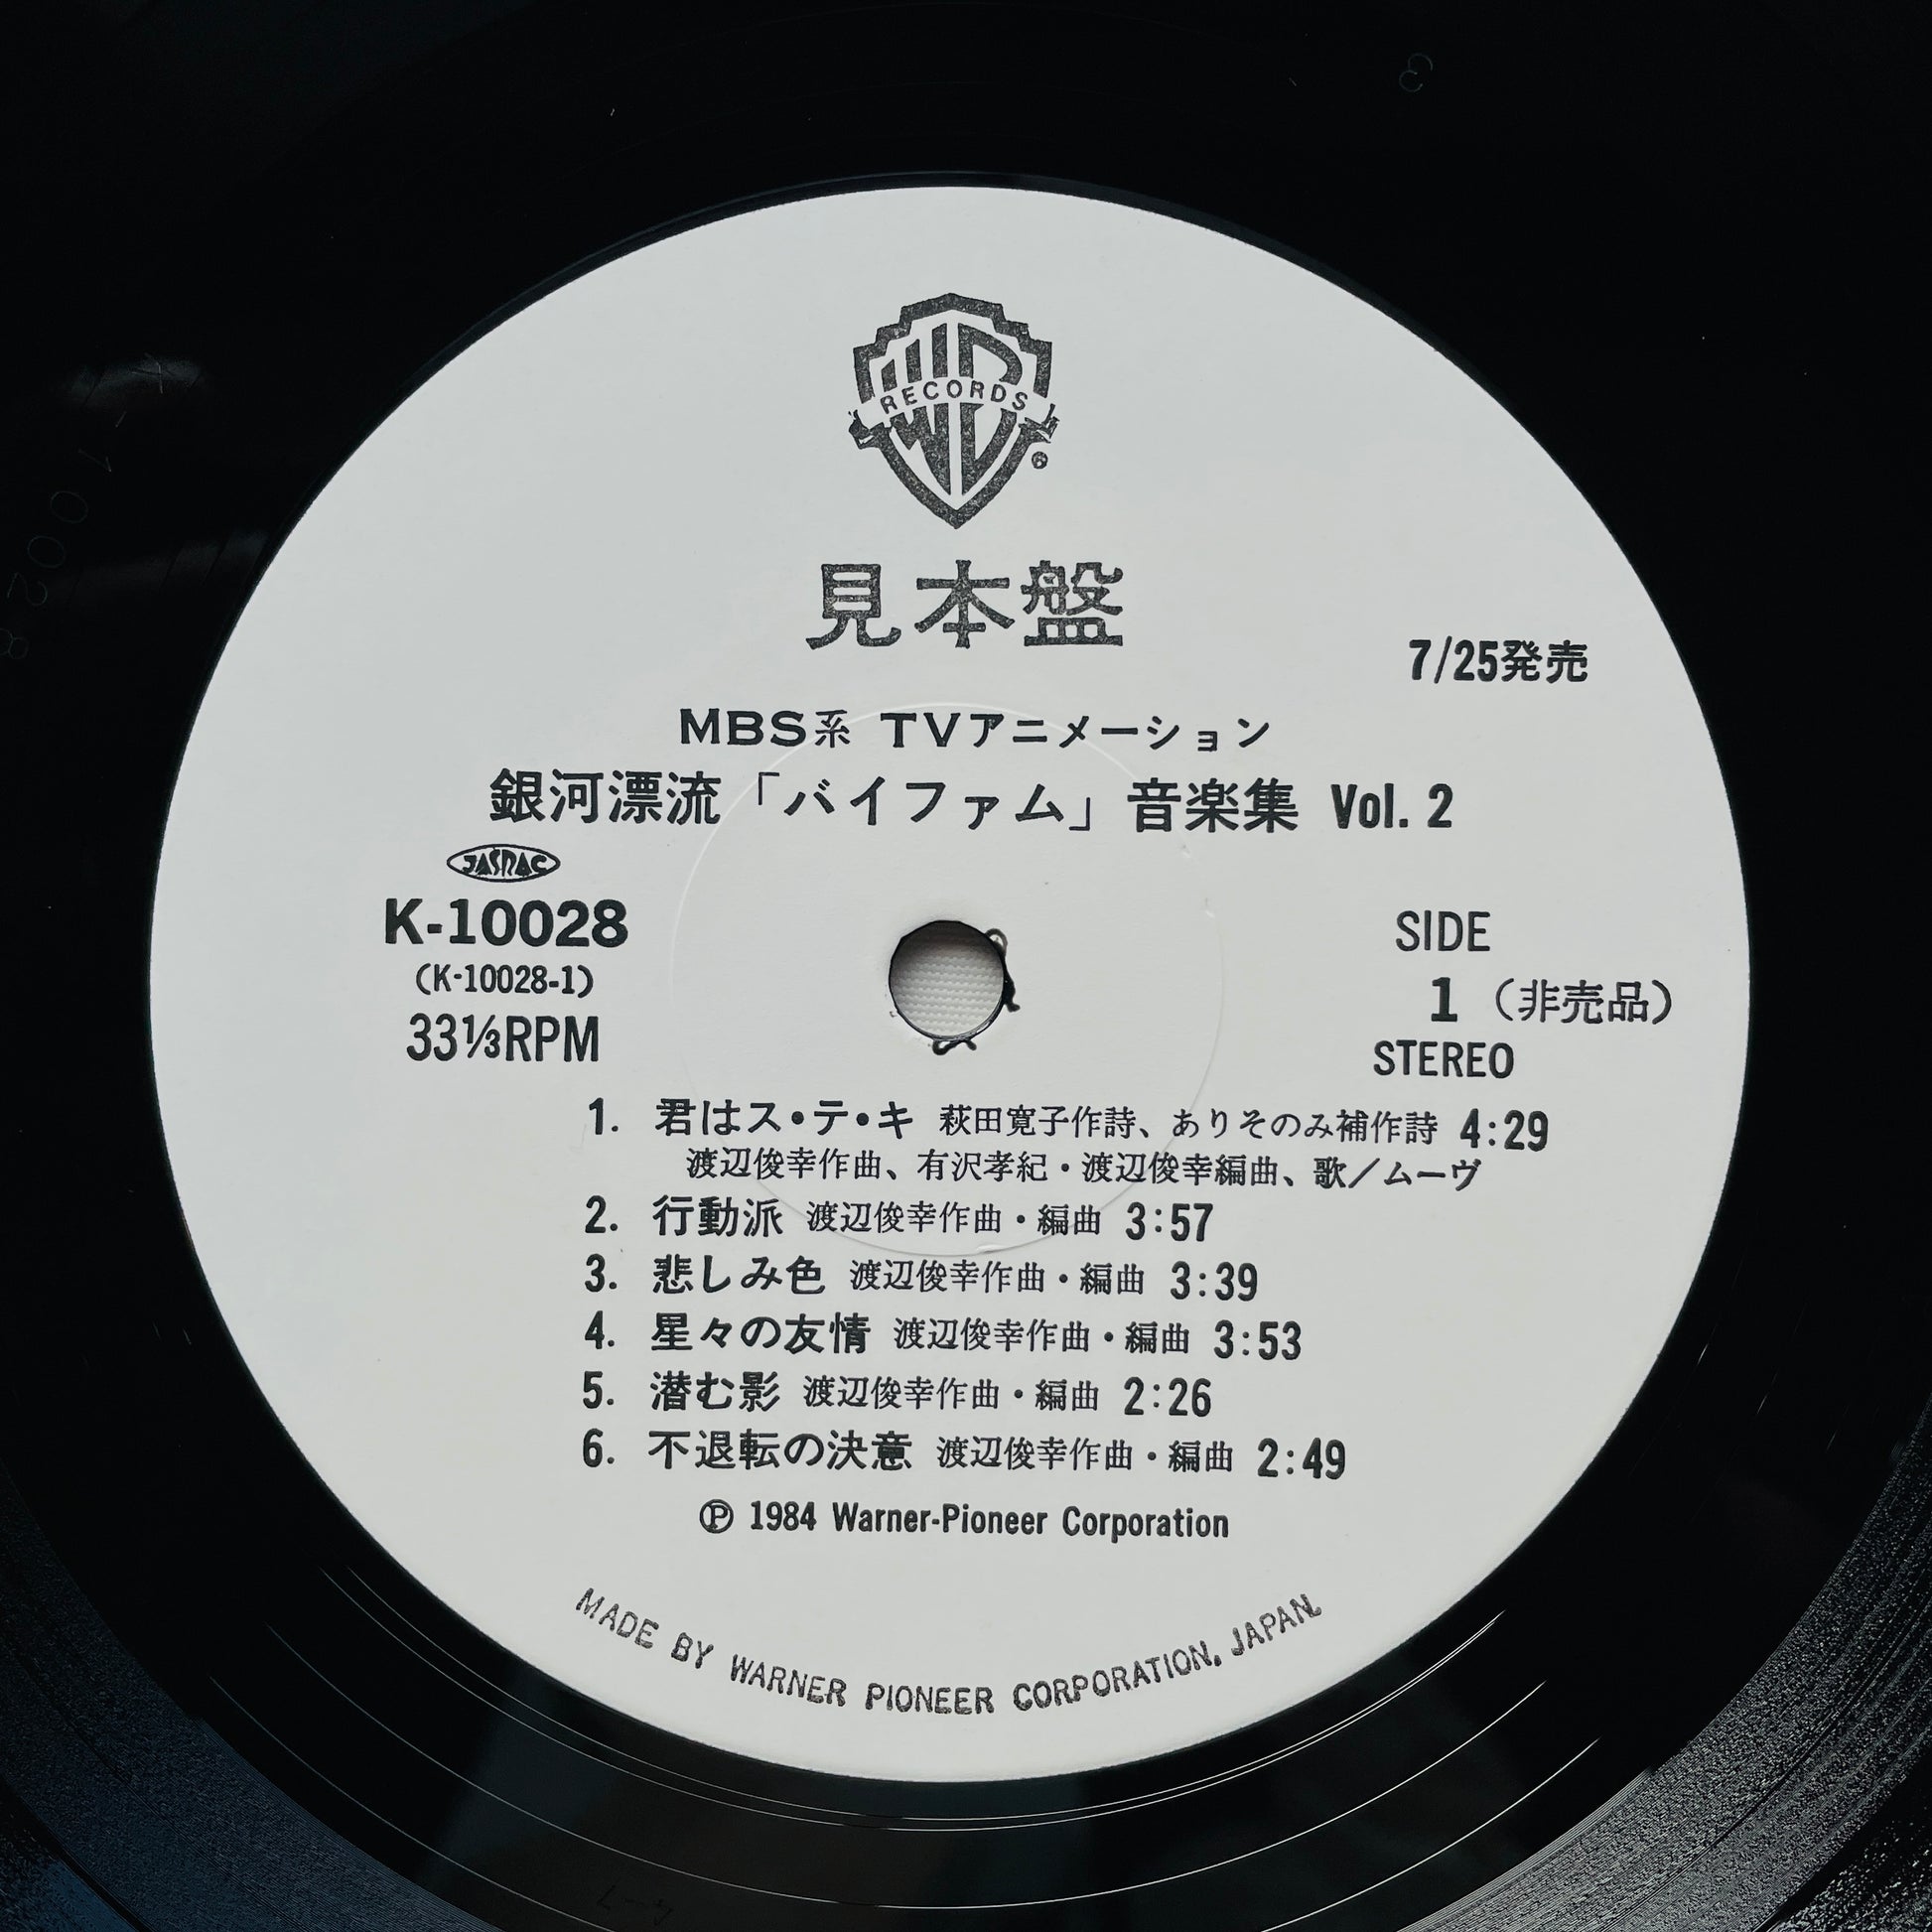 WB
RECORDS
®
見本盤
7/25発売
MBS系 TVアニメーション
銀河漂流「バイファム」音楽集 Vol. 2
JASRAC
K-10028
(K-10028-1)
33⅓RPM
SIDE
1 (非売品)
STEREO
1. 君はス・テ・キ 萩田寛子作詩、ありそのみ補作詩 4:29
渡辺俊幸作曲、有沢孝紀・渡辺俊幸編曲、歌／ムーヴ
2. 行動派 渡辺俊幸作曲・編曲 3:57
3. 悲しみ色 渡辺俊幸作曲・編曲 3:39
4. 星々の友情 渡辺俊幸作曲・編曲 3:53
5. 潜む影 渡辺俊幸作曲・編曲 2:26
6. 不退転の決意 渡辺俊幸作曲・編曲 2:49
Ⓟ 1984 Warner-Pioneer Corporation
MADE BY WARNER PIONEER CORPORATION, JAPAN.